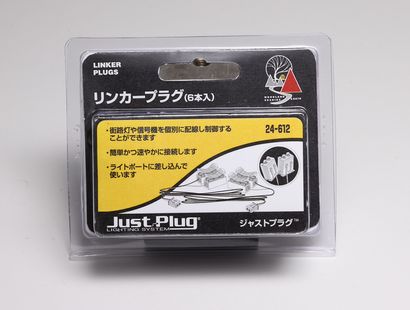 LINKER
PLUGS
リンカープラグ(6本入)
WOODLAND
SCENICS
・街路灯や信号機を個別に配線し制御する
ことができます
24-612
・簡単かつ速やかに接続します
・ライトポートに差し込んで
使います
Just Plug
LIGHTING SYSTEM
ジャストプラグ™